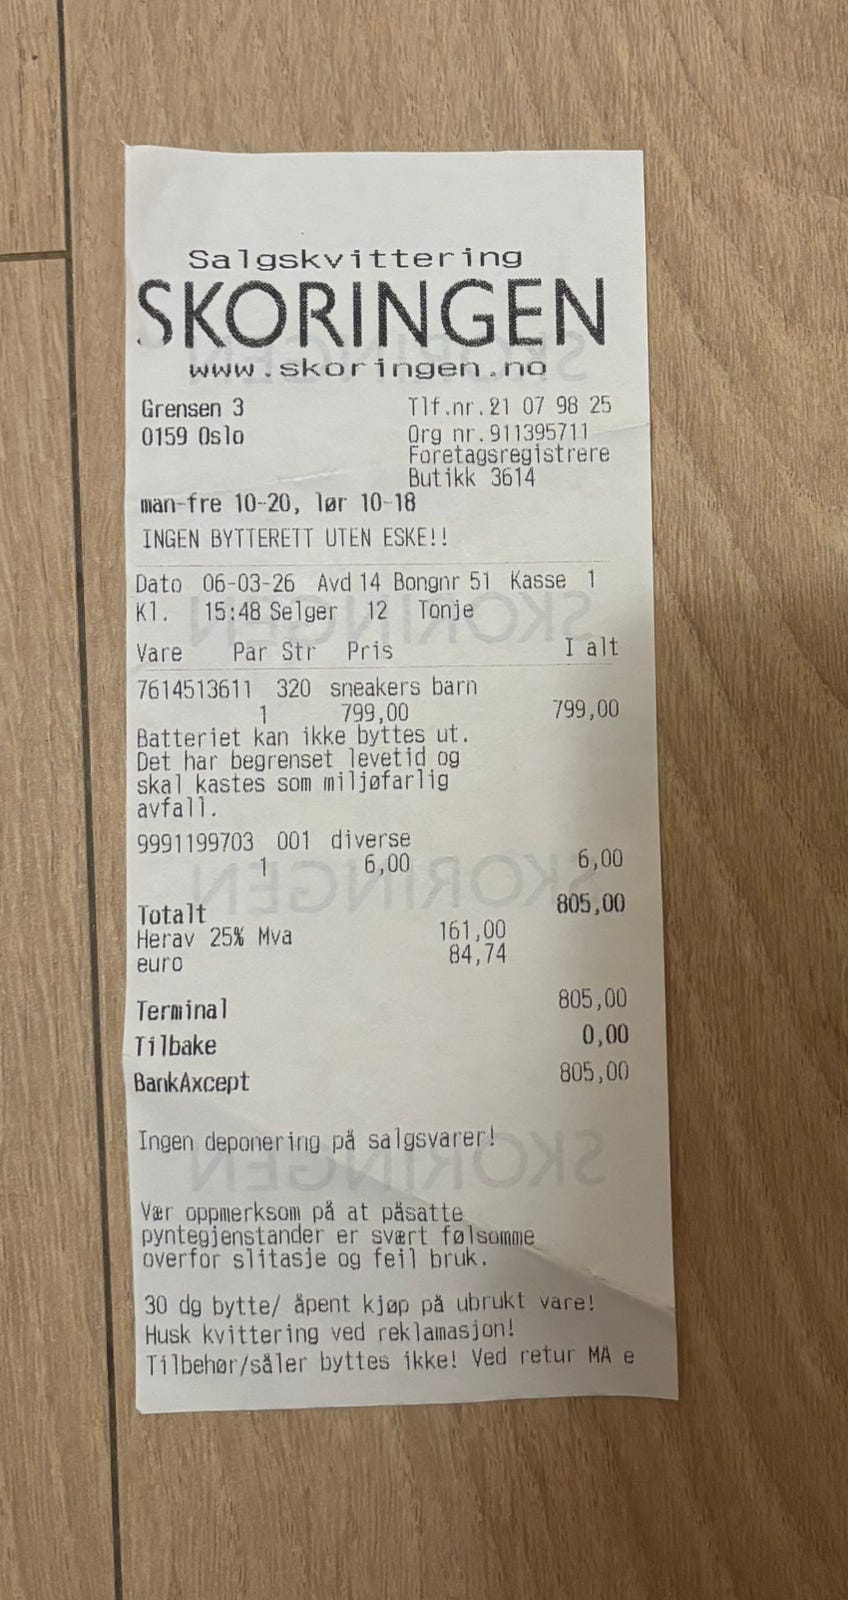 Salgskvittering
SKORINGEN
www.skoringen.no
Grensen 3 Tlf.nr.21 07 98 25
0159 Oslo Org nr.911395711
Foretagsregistrere
Butikk 3614
man-fre 10-20, lør 10-18
INGEN BYTTERETT UTEN ESKE!!
Dato 06-03-26 Avd 14 Bongnr 51 Kasse 1
Kl. 15:48 Selger 12 Tonje
Vare Par Str Pris I alt
7614513611 320 sneakers barn
1 799,00 799,00
Batteriet kan ikke byttes ut.
Det har begrenset levetid og
skal kastes som miljøfarlig
avfall.
9991199703 001 diverse
1 6,00 6,00
Totalt 805,00
Herav 25% Mva 161,00
euro 84,74
Terminal 805,00
Tilbake 0,00
BankAxcept 805,00
Ingen deponering på salgsvarer!
Vær oppmerksom på at påsatte
pyntegjenstander er svært følsomme
overfor slitasje og feil bruk.
30 dg bytte/ åpent kjøp på ubrukt vare!
Husk kvittering ved reklamasjon!
Tilbehør/såler byttes ikke! Ved retur MÅ e